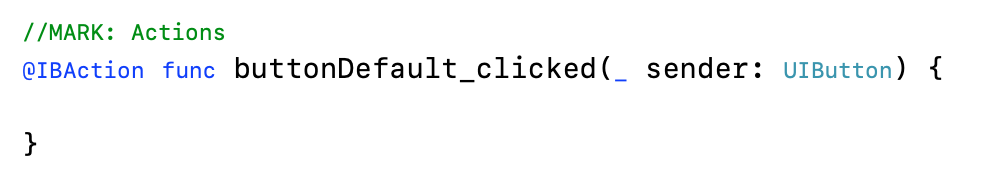 //MARK: Actions
@IBAction func buttonDefault_clicked(_ sender: UIButton) {
}